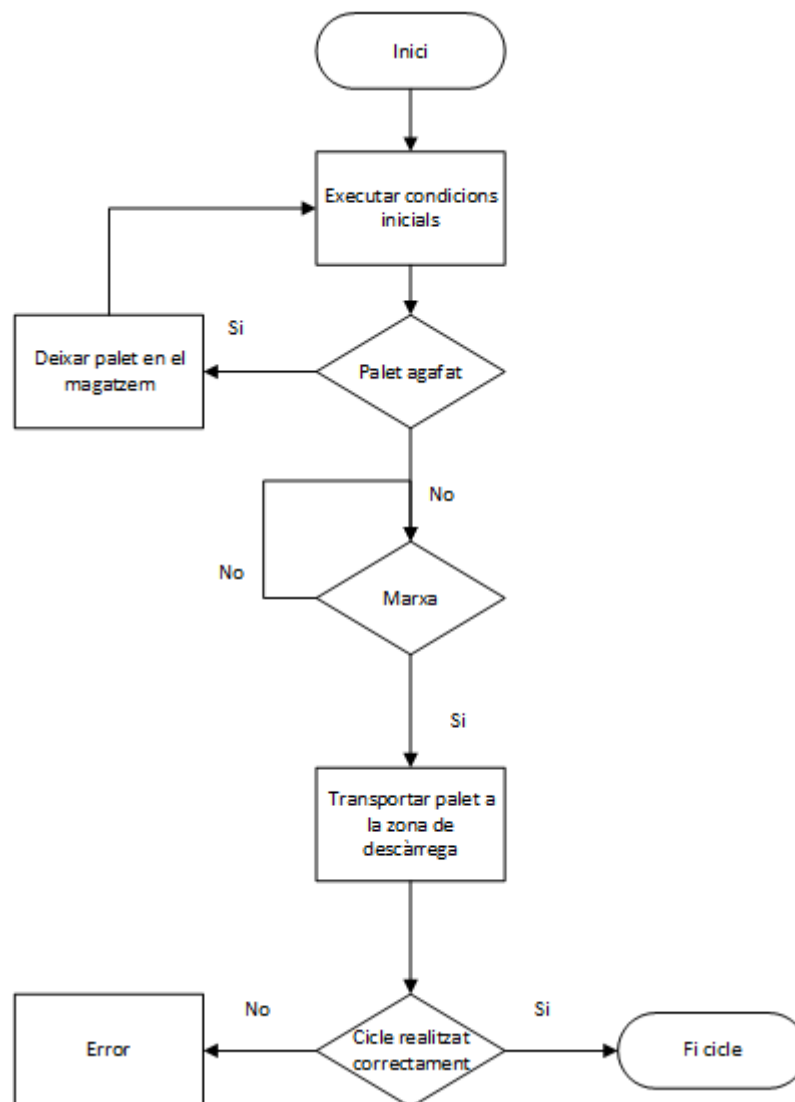 Inici
Executar condicions
inicials
Si
Deixar palet en el
magatzem
Palet agafat
No
No
Marxa
Si
Transportar palet a
la zona de
descàrrega
No
Si
Error
Cicle realitzat
correctament
Fi cicle